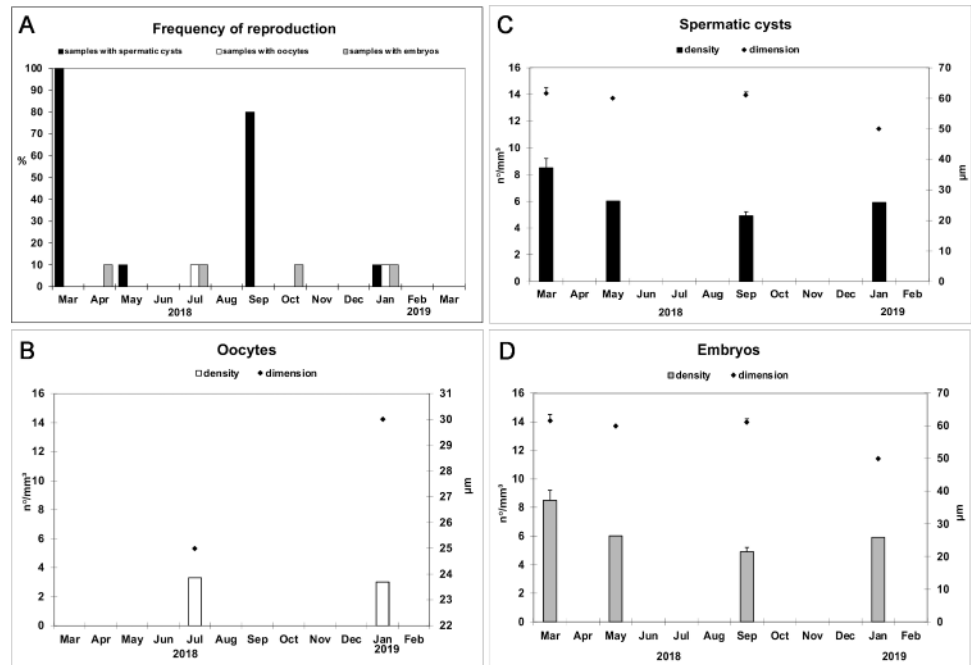 A
Frequency of reproduction
samples with spermatic cysts samples with oocytes samples with embryos
100
90
80
70
60
%
50
40
30
20
10
0
Mar Apr May Jun Jul Aug Sep Oct Nov Dec Jan Feb Mar
2018 2019
C
Spermatic cysts
density dimension
16 70
14 60
12 50
10
n°/mm³
8 40
µm
6 30
4 20
2 10
0 0
Mar Apr May Jun Jul Aug Sep Oct Nov Dec Jan Feb
2018 2019
B
Oocytes
density dimension
16 31
14 30
12 29
10 28
n°/mm³
8 27
µm
6 26
25
4 24
2 23
0 22
Mar Apr May Jun Jul Aug Sep Oct Nov Dec Jan Feb
2018 2019
D
Embryos
density dimension
16 70
14 60
12 50
10
n°/mm³
8 40
µm
6 30
4 20
2 10
0 0
Mar Apr May Jun Jul Aug Sep Oct Nov Dec Jan Feb
2018 2019